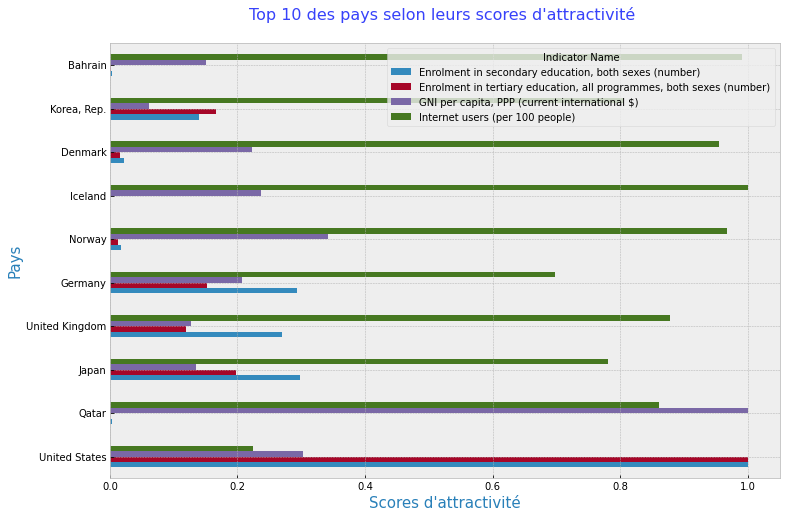 Top 10 des pays selon leurs scores d'attractivité
Indicator Name
Enrolment in secondary education, both sexes (number)
Enrolment in tertiary education, all programmes, both sexes (number)
GNI per capita, PPP (current international $)
Internet users (per 100 people)
Pays
Bahrain
Korea, Rep.
Denmark
Iceland
Norway
Germany
United Kingdom
Japan
Qatar
United States
0.0 0.2 0.4 0.6 0.8 1.0
Scores d'attractivité